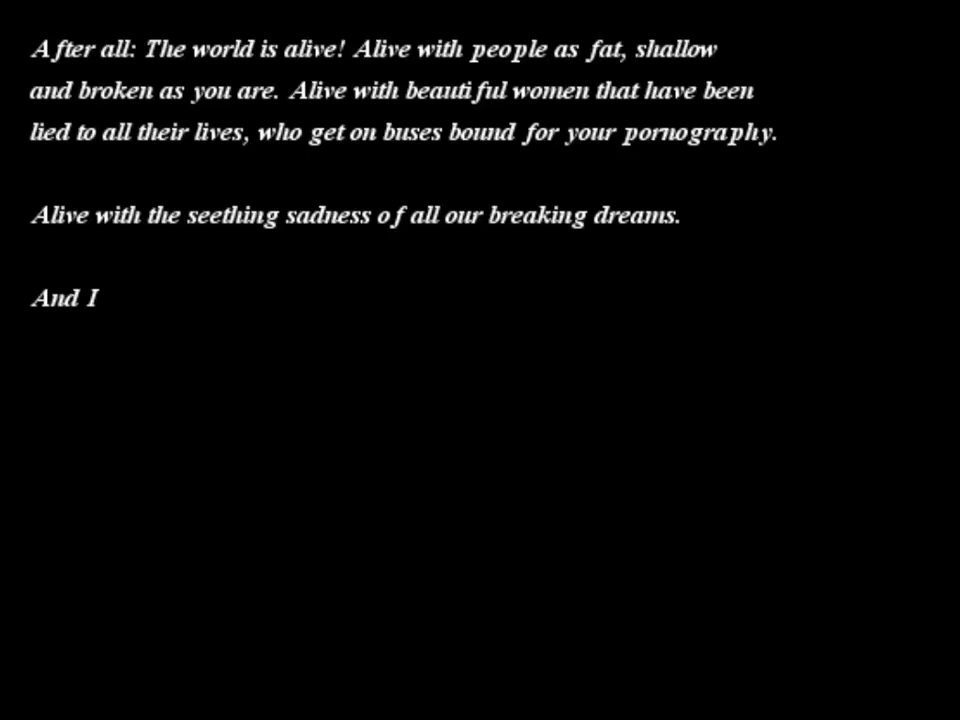 After all: The world is alive! Alive with people as fat, shallow
and broken as you are. Alive with beautiful women that have been
lied to all their lives, who get on buses bound for your pornography.
Alive with the seething sadness of all our breaking dreams.
And I